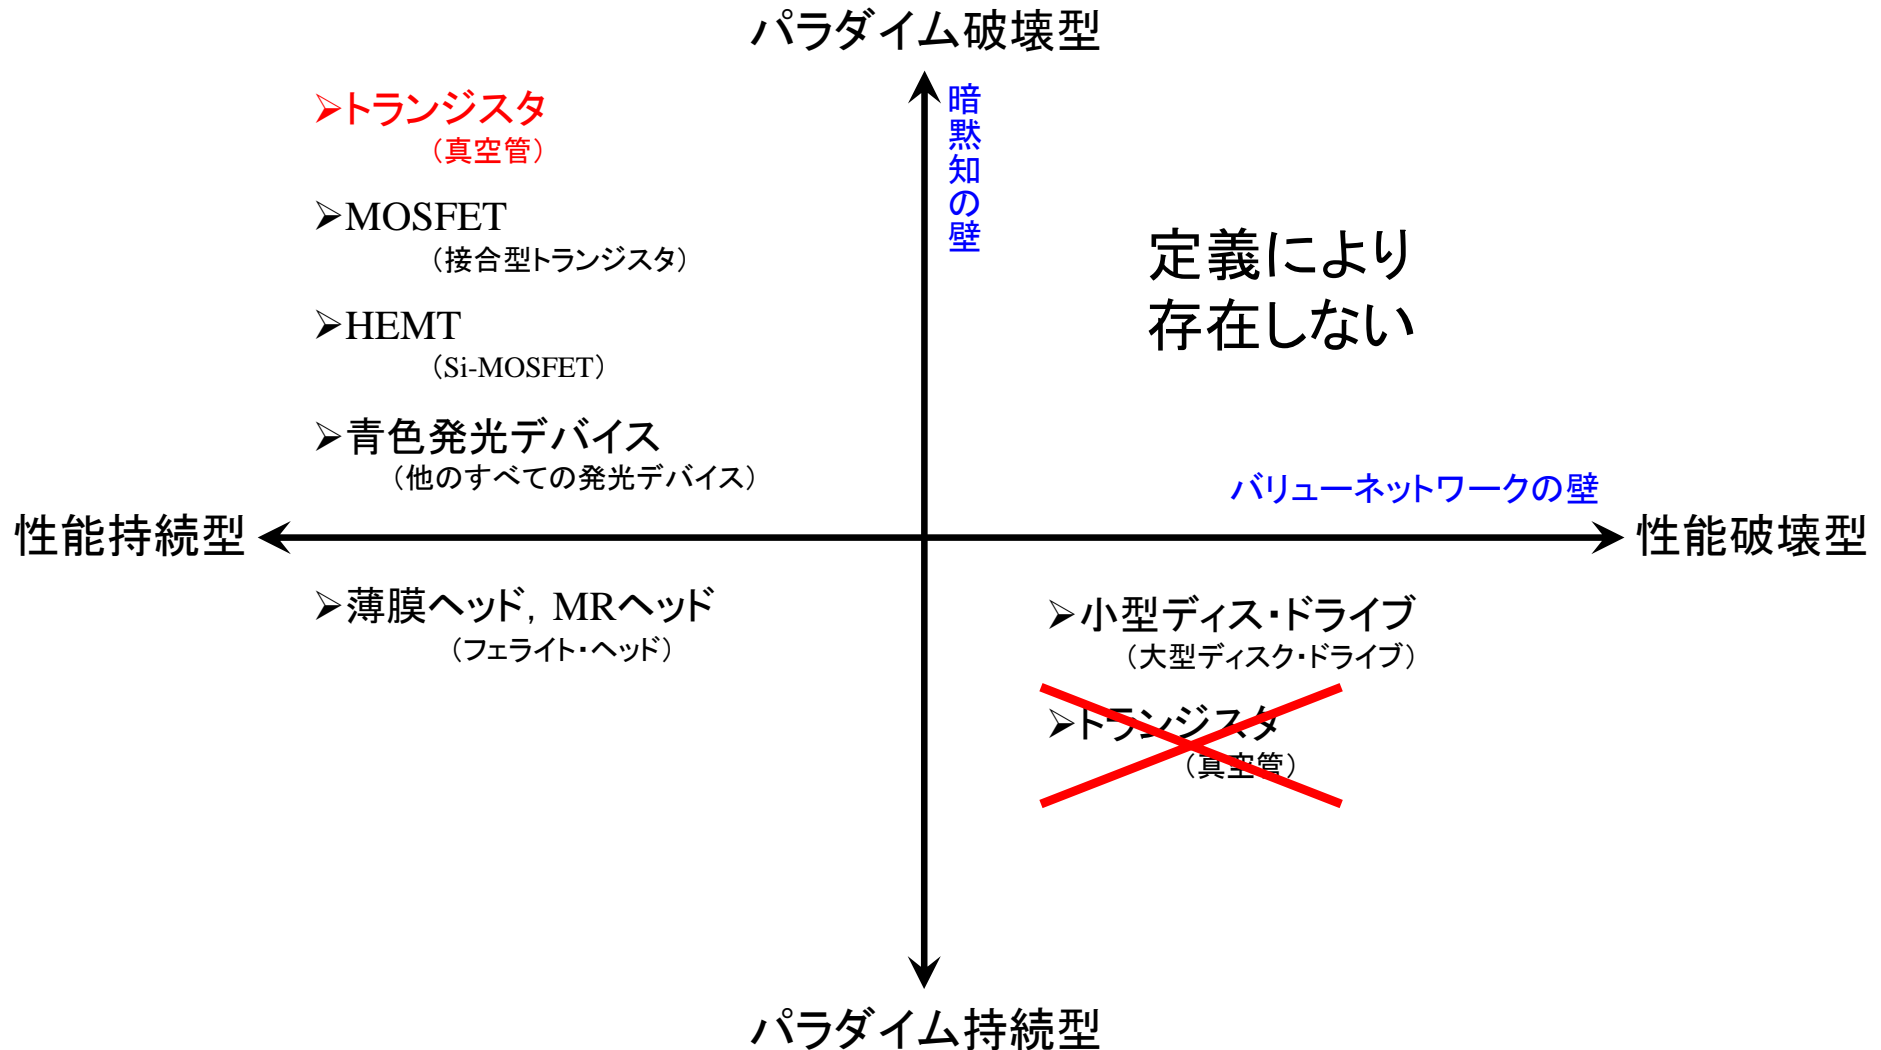 パラダイム破壊型
暗黙知の壁
➢トランジスタ
（真空管）
➢MOSFET
（接合型トランジスタ）
➢HEMT
（Si-MOSFET）
➢青色発光デバイス
（他のすべての発光デバイス）
定義により
存在しない
バリューネットワークの壁
性能持続型
性能破壊型
➢薄膜ヘッド，MRヘッド
（フェライト・ヘッド）
➢小型ディス・ドライブ
（大型ディスク・ドライブ）
➢トランジスタ
（真空管）
パラダイム持続型